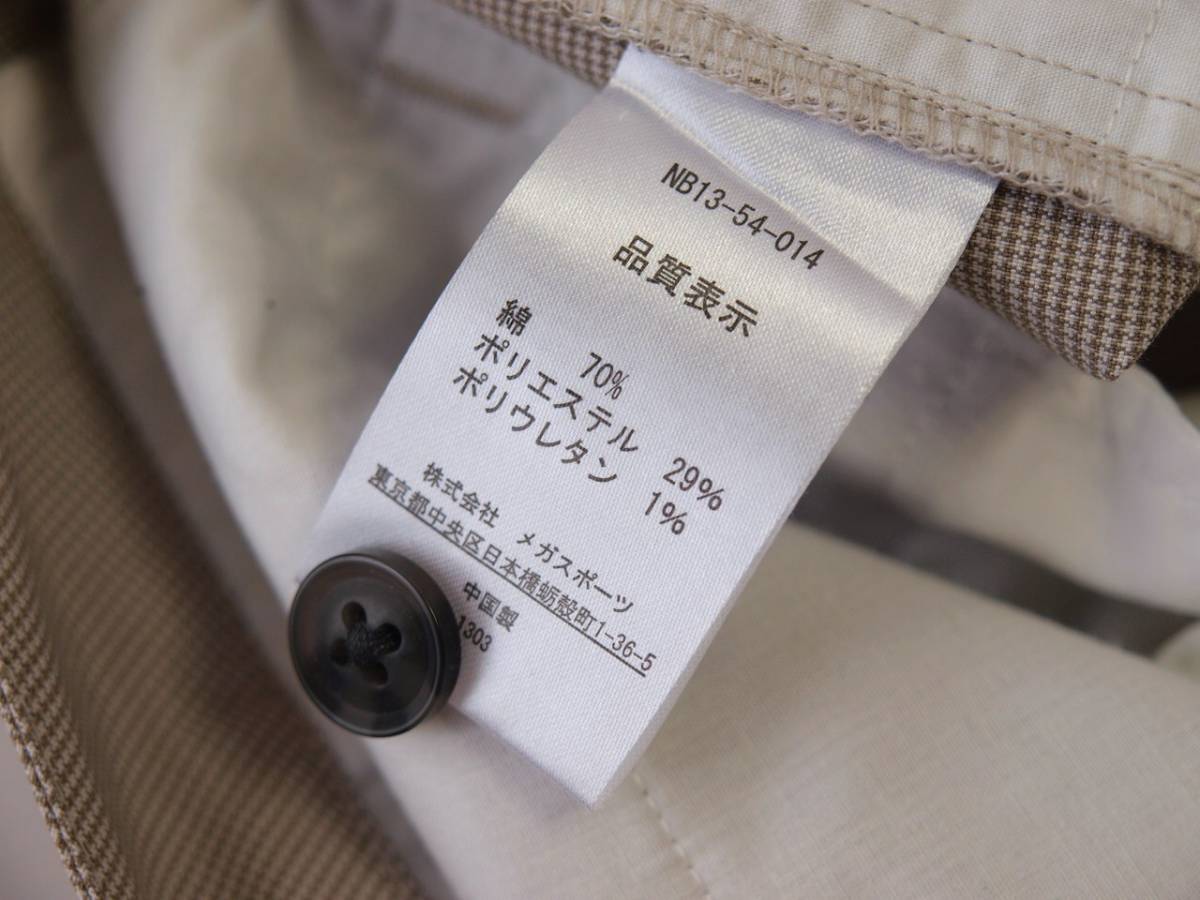 NB13-54-014
品質表示
綿 70%
ポリエステル 29%
ポリウレタン 1%
株式会社 メガスポーツ
東京都中央区日本橋蛎殻町1-36-5
中国製
1303